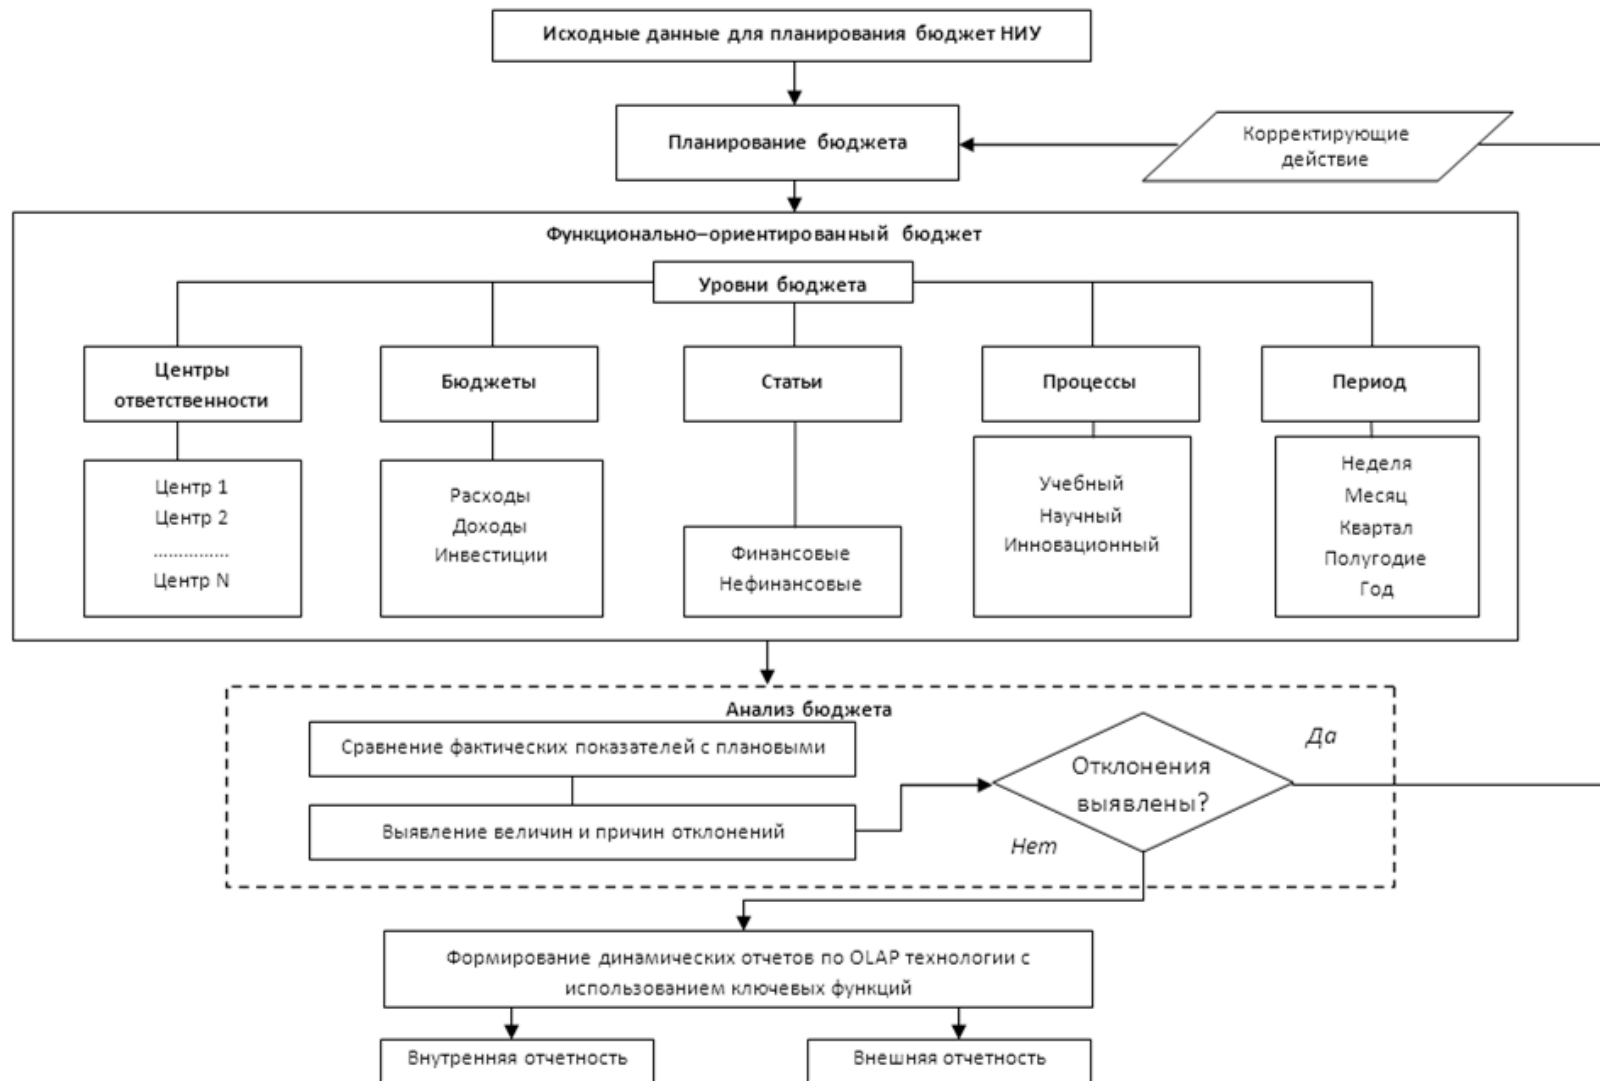 Исходные данные для планирования бюджет НИУ
Планирование бюджета
Корректирующие
действие
Функционально–ориентированный бюджет
Уровни бюджета
Центры
ответственности
Бюджеты
Статьи
Процессы
Период
Центр 1
Центр 2
……………
Центр N
Расходы
Доходы
Инвестиции
Финансовые
Нефинансовые
Учебный
Научный
Инновационный
Неделя
Месяц
Квартал
Полугодие
Год
Анализ бюджета
Сравнение фактических показателей с плановыми
Выявление величин и причин отклонений
Отклонения
выявлены?
Да
Нет
Формирование динамических отчетов по OLAP технологии с
использованием ключевых функций
Внутренняя отчетность
Внешняя отчетность